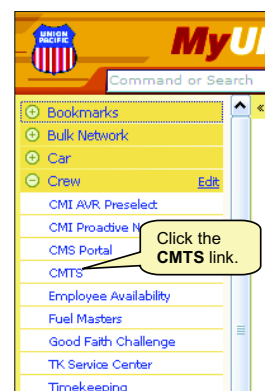 UNION
PACIFIC
MyU
Command or Search
«
Bookmarks
Bulk Network
Car
Crew Edit
CMI AVR Preselect
CMI Proactive N
CMS Portal
Click the
CMTS link.
CMTS
Employee Availability
Fuel Masters
Good Faith Challenge
TK Service Center
Timekeeping